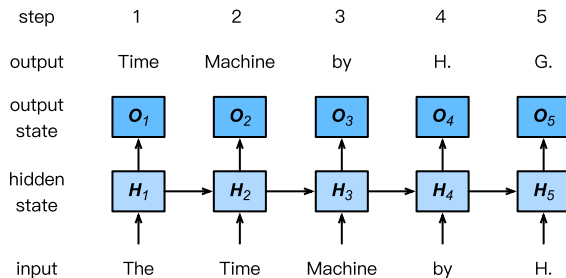 step 1 2 3 4 5
output Time Machine by H. G.
output state O1 O2 O3 O4 O5
hidden state H1 H2 H3 H4 H5
input The Time Machine by H.